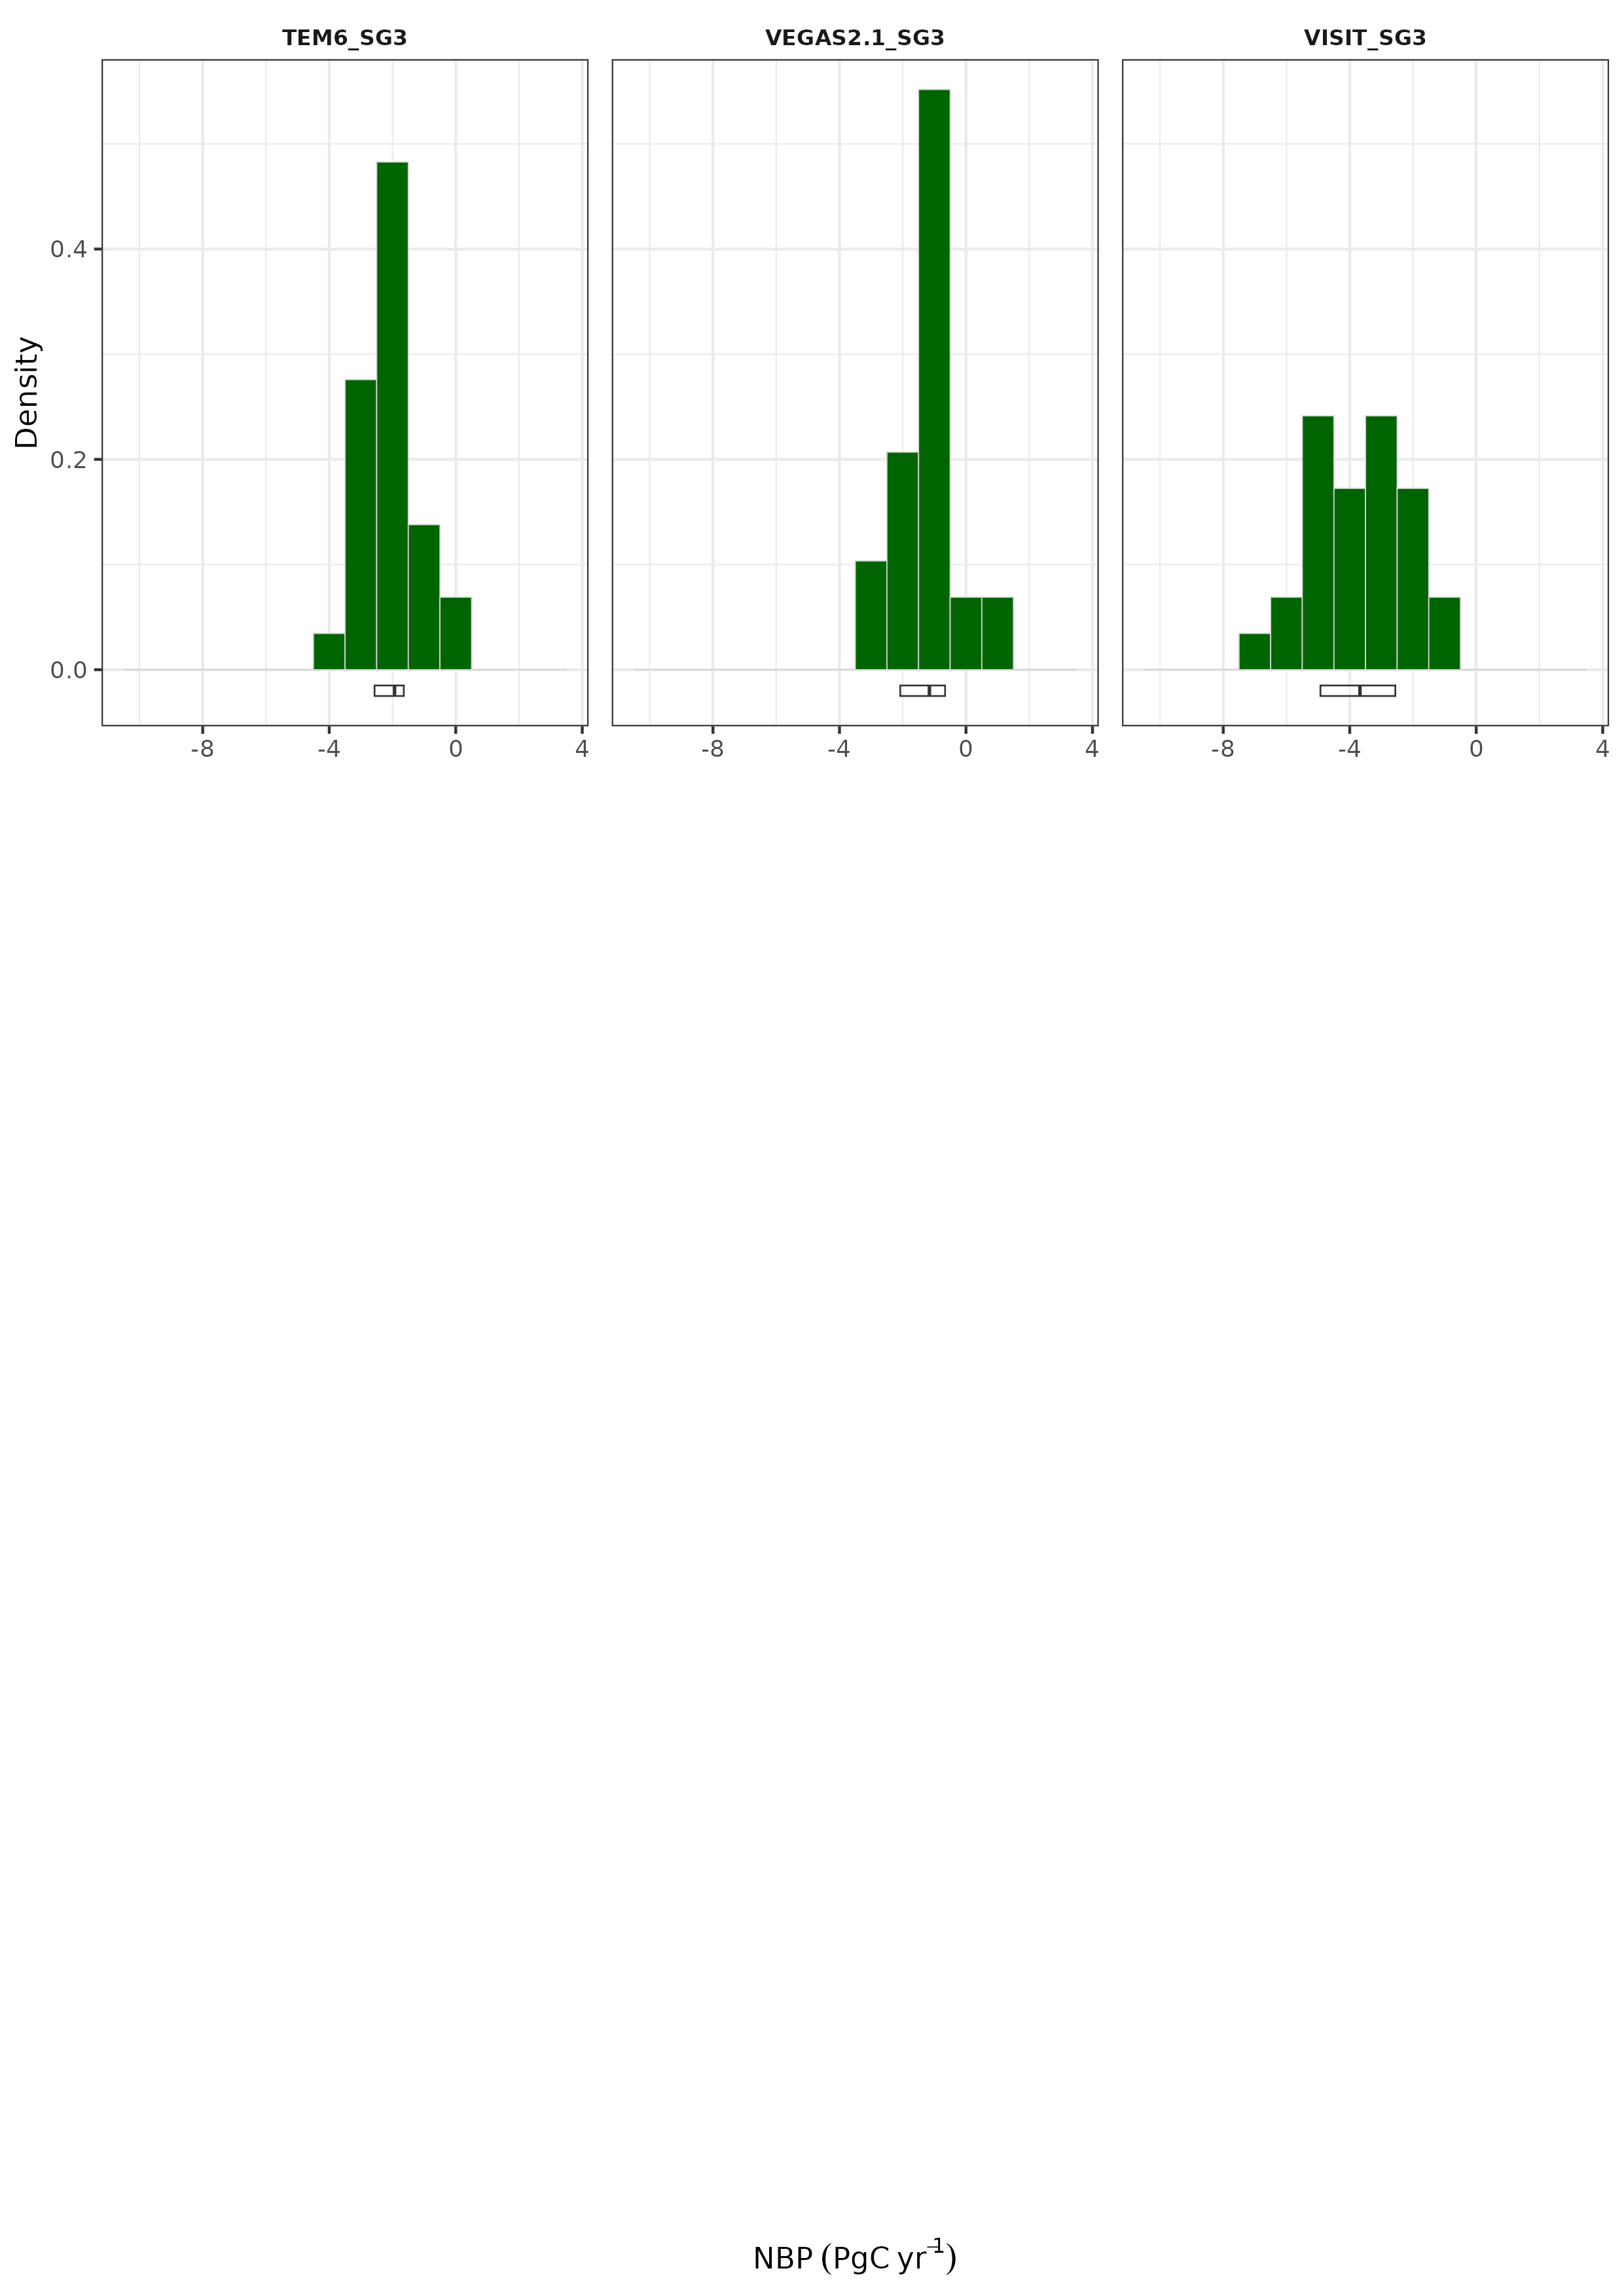 TEM6_SG3 VEGAS2.1_SG3 VISIT_SG3
Density
0.4
0.2
0.0
-8 -4 0 4 -8 -4 0 4 -8 -4 0 4
NBP (PgC yr⁻¹)